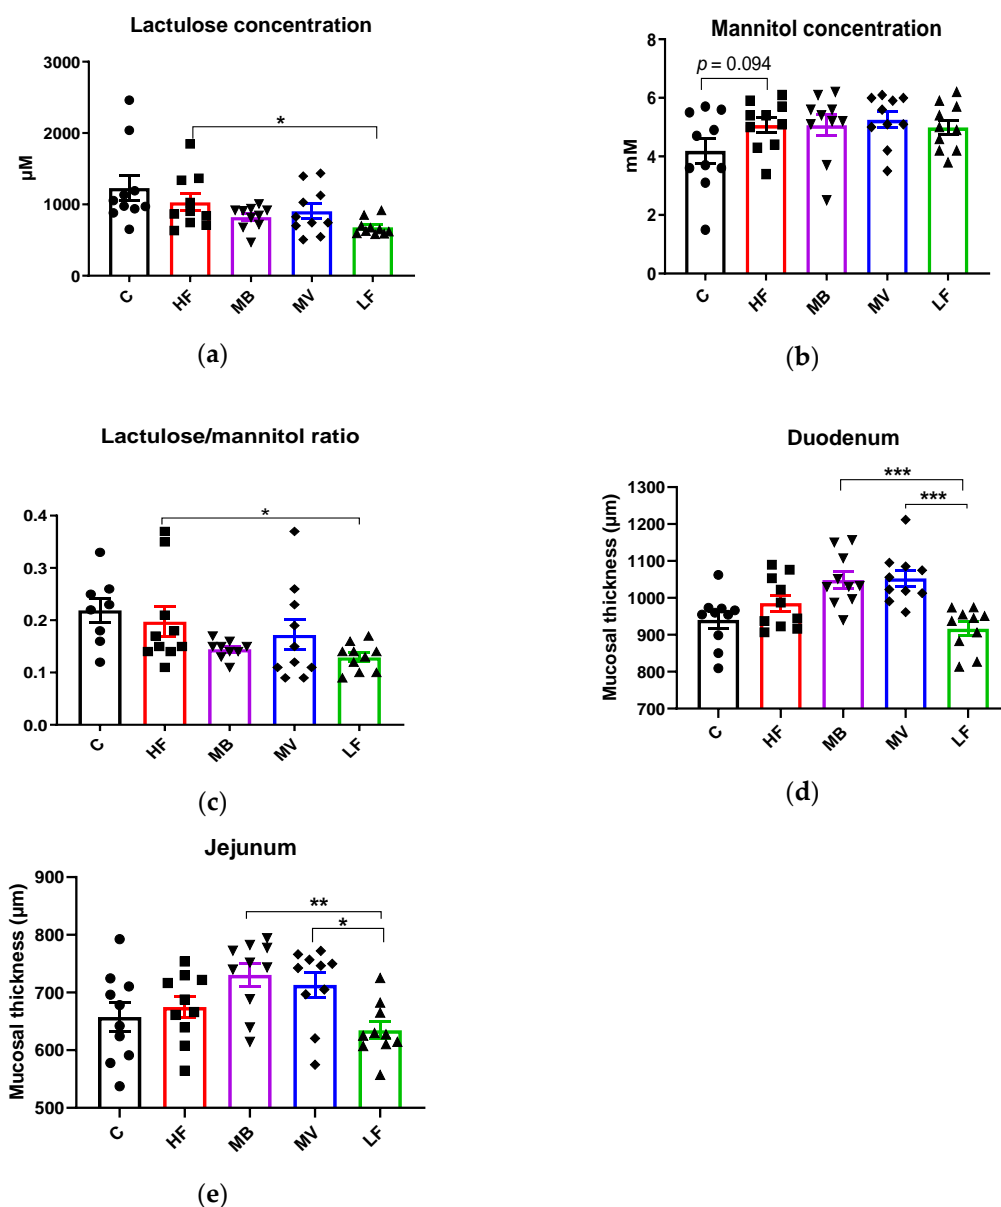 Lactulose concentration
3000
2000
1000
0
µM
*
C HF MB MV LF
(a)
Mannitol concentration
8
6
4
2
0
mM
p = 0.094
C HF MB MV LF
(b)
Lactulose/mannitol ratio
0.4
0.3
0.2
0.1
0.0
*
C HF MB MV LF
(c)
Duodenum
Mucosal thickness (µm)
1300
1200
1100
1000
900
800
700
***
***
C HF MB MV LF
(d)
Jejunum
Mucosal thickness (µm)
900
800
700
600
500
**
*
C HF MB MV LF
(e)